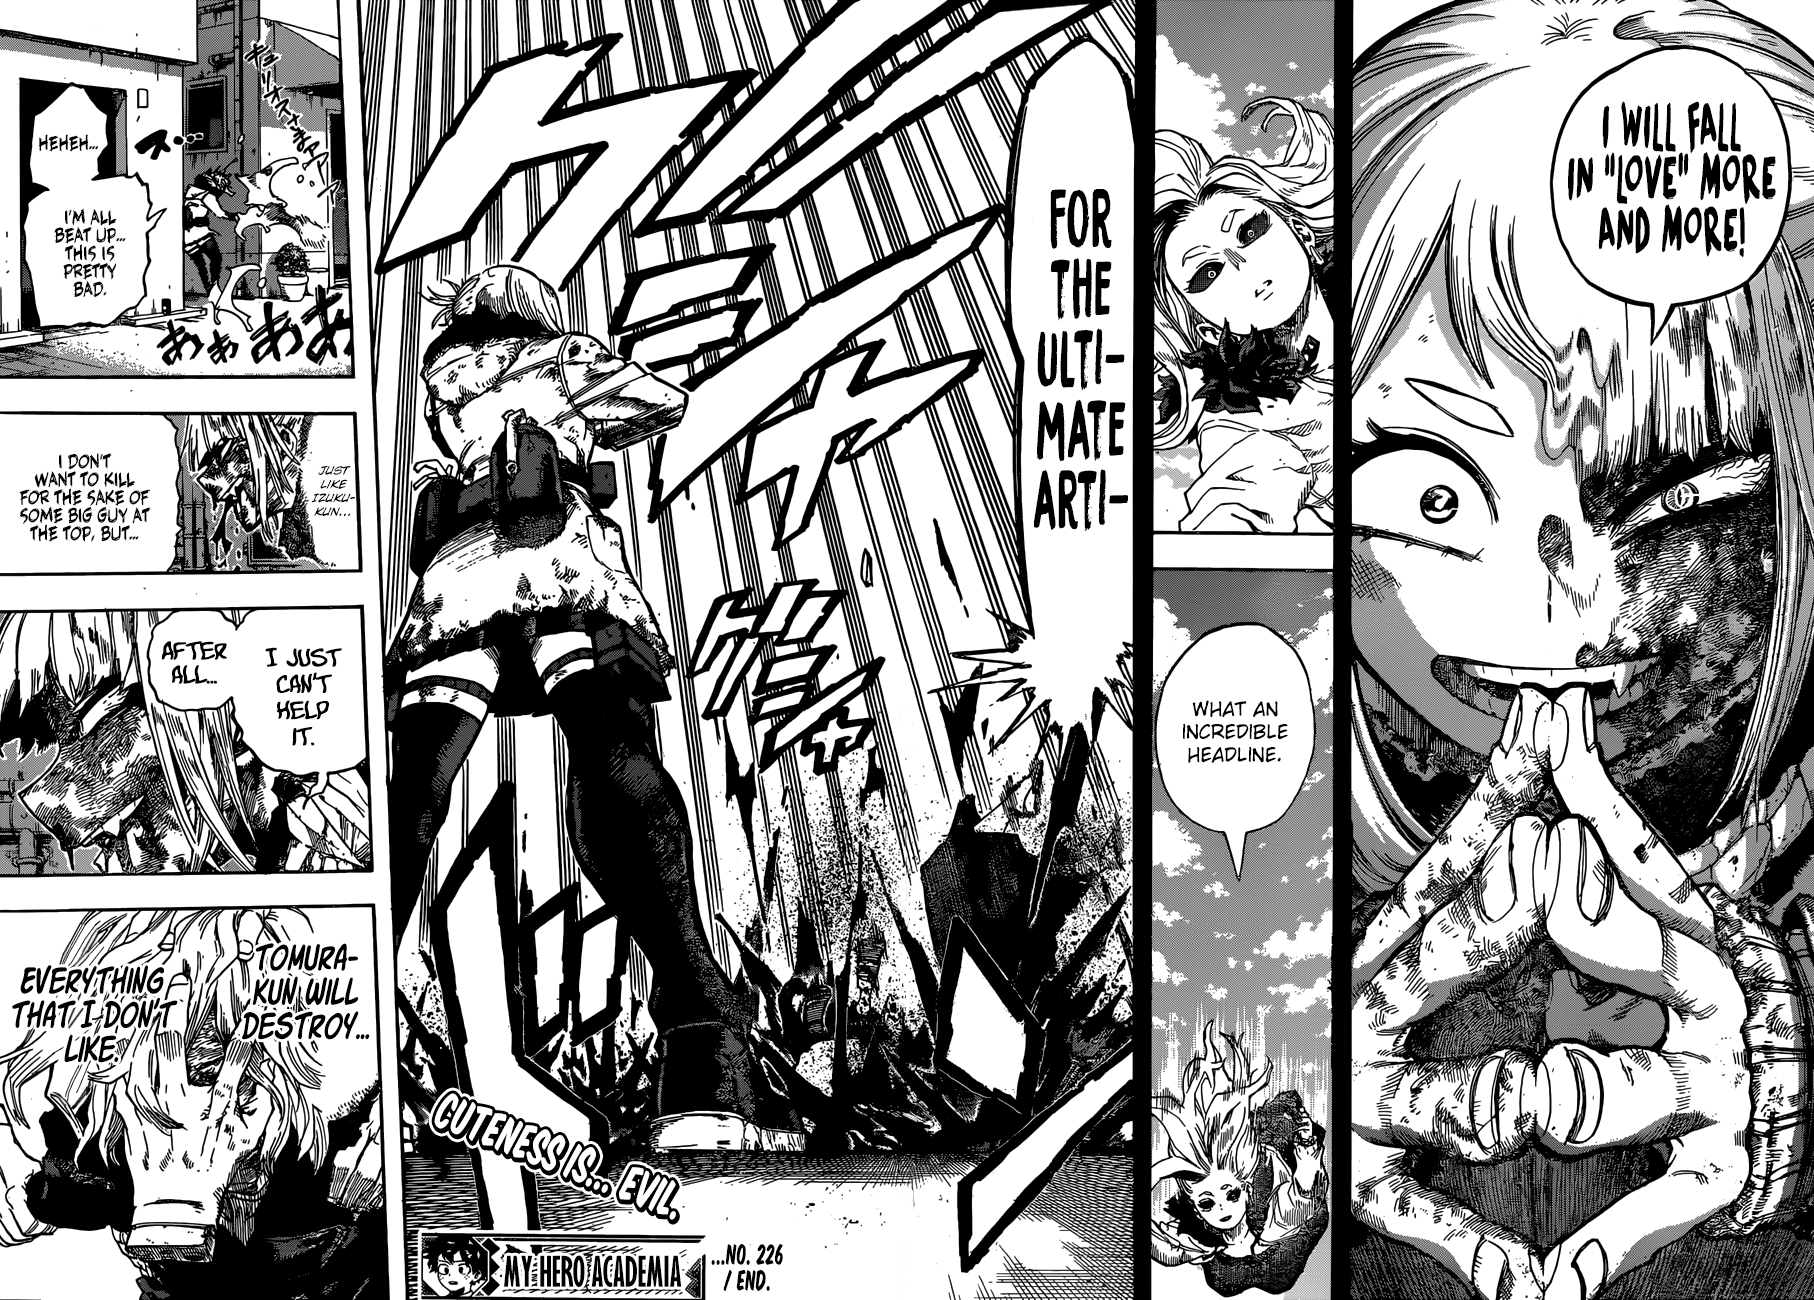 I WILL FALL
IN "LOVE" MORE
AND MORE!
WHAT AN
INCREDIBLE
HEADLINE.
FOR
THE
ULTI-
MATE
ARTI-
CUTENESS IS... EVIL.
MY HERO ACADEMIA
...NO. 226
/ END.
HEHEH...
I'M ALL
BEAT UP...
THIS IS
PRETTY
BAD.
JUST
LIKE
IZUKU-
KUN...
I DON'T
WANT TO KILL
FOR THE SAKE OF
SOME BIG GUY AT
THE TOP, BUT...
I JUST
CAN'T
HELP
IT.
AFTER
ALL...
TOMURA-
KUN WILL
DESTROY...
EVERYTHING
THAT I DON'T
LIKE.